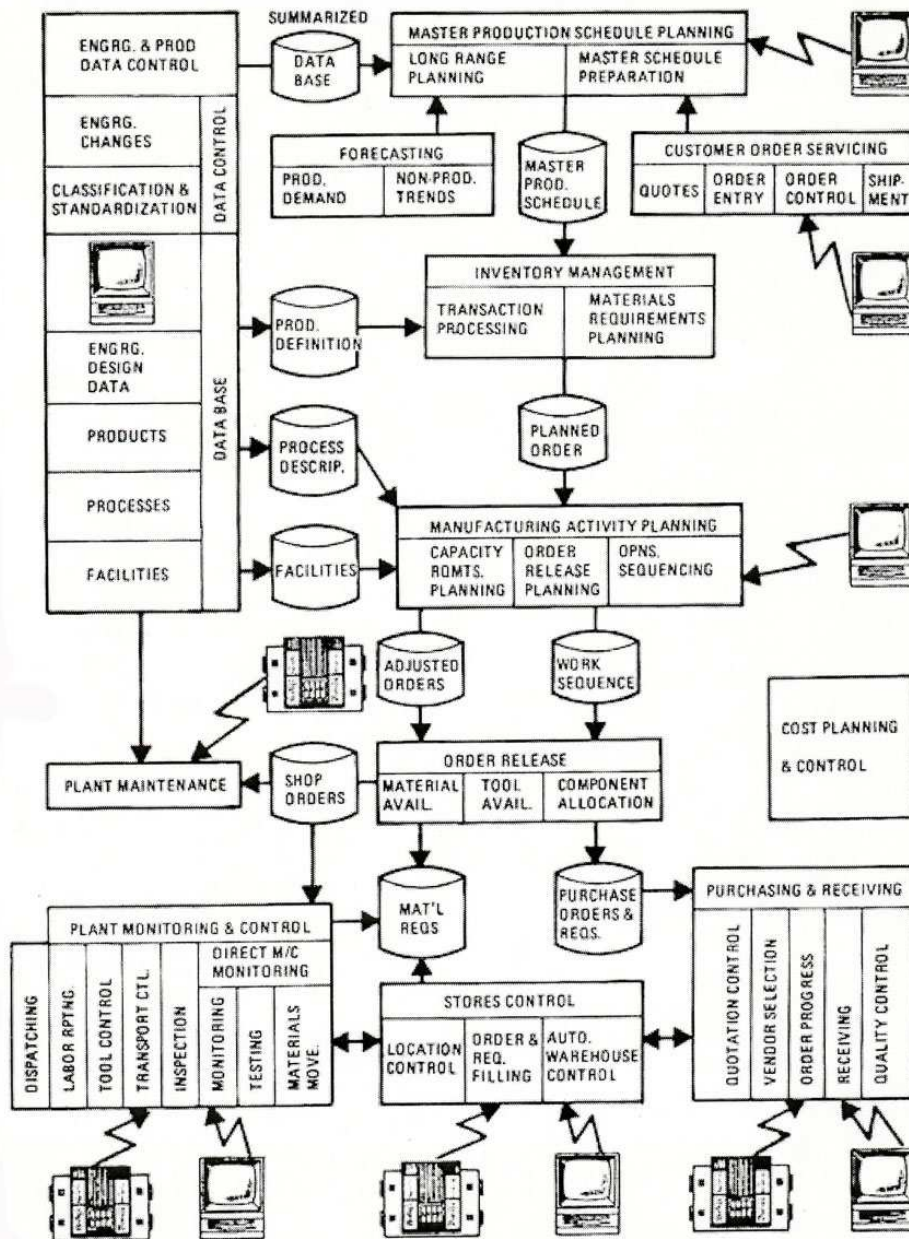 SUMMARIZED
DATA
BASE
ENGRG. & PROD
DATA CONTROL
ENGRG.
CHANGES
CLASSIFICATION &
STANDARDIZATION
DATA CONTROL
ENGRG.
DESIGN
DATA
PRODUCTS
PROCESSES
FACILITIES
DATA BASE
MASTER PRODUCTION SCHEDULE PLANNING
LONG RANGE
PLANNING
MASTER SCHEDULE
PREPARATION
FORECASTING
PROD.
DEMAND
NON-PROD.
TRENDS
MASTER
PROD.
SCHEDULE
CUSTOMER ORDER SERVICING
QUOTES
ORDER
ENTRY
ORDER
CONTROL
SHIP-
MENT
INVENTORY MANAGEMENT
TRANSACTION
PROCESSING
MATERIALS
REQUIREMENTS
PLANNING
PROD.
DEFINITION
PLANNED
ORDER
PROCESS
DESCRIP.
MANUFACTURING ACTIVITY PLANNING
CAPACITY
RQMTS.
PLANNING
ORDER
RELEASE
PLANNING
OPNS.
SEQUENCING
FACILITIES
ADJUSTED
ORDERS
WORK
SEQUENCE
COST PLANNING
& CONTROL
ORDER RELEASE
MATERIAL
AVAIL.
TOOL
AVAIL.
COMPONENT
ALLOCATION
PLANT MAINTENANCE
SHOP
ORDERS
MAT'L
REQS
PURCHASE
ORDERS &
REQS.
PLANT MONITORING & CONTROL
DIRECT M/C
MONITORING
DISPATCHING
LABOR RPTNG.
TOOL CONTROL
TRANSPORT CTL.
INSPECTION
MONITORING
TESTING
MATERIALS
MOVE.
STORES CONTROL
LOCATION
CONTROL
ORDER &
REQ.
FILLING
AUTO.
WAREHOUSE
CONTROL
PURCHASING & RECEIVING
QUOTATION CONTROL
VENDOR SELECTION
ORDER PROGRESS
RECEIVING
QUALITY CONTROL